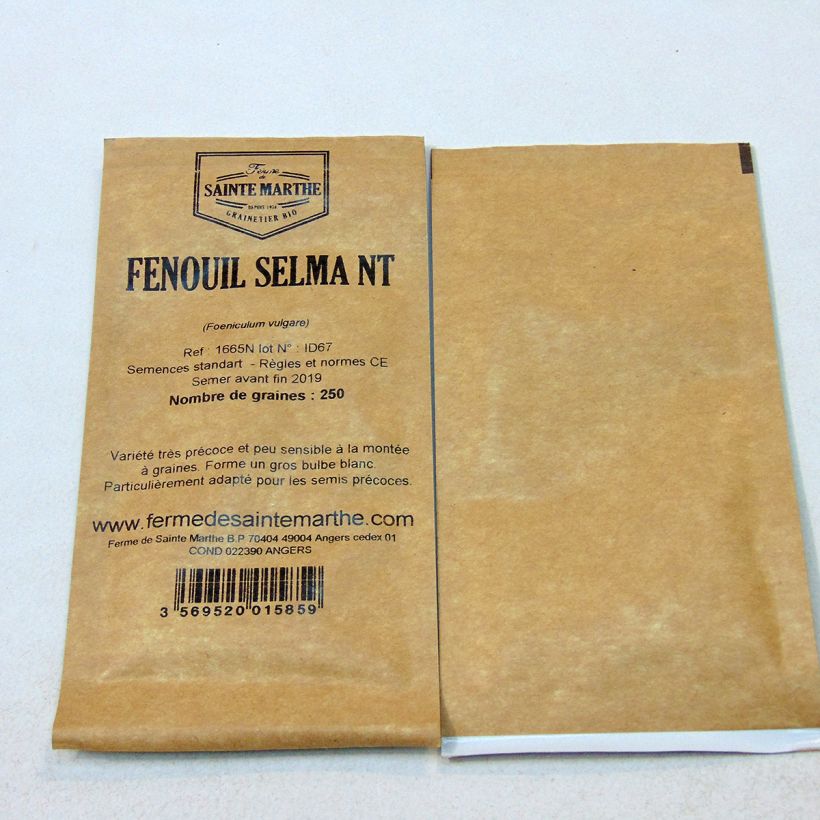 Ferme
de
SAINTE MARTHE
DEPUIS 1974
GRAINETIER BIO
FENOUIL SELMA NT
(Foeniculum vulgare)
Ref : 1665N lot N° : ID67
Semences standart - Règles et normes CE
Semer avant fin 2019
Nombre de graines : 250
Variété très précoce et peu sensible à la montée
à graines. Forme un gros bulbe blanc.
Particulièrement adapté pour les semis précoces.
www.fermedesaintemarthe.com
Ferme de Sainte Marthe B.P 70404 49004 Angers cedex 01
COND 022390 ANGERS
3 569520 015859